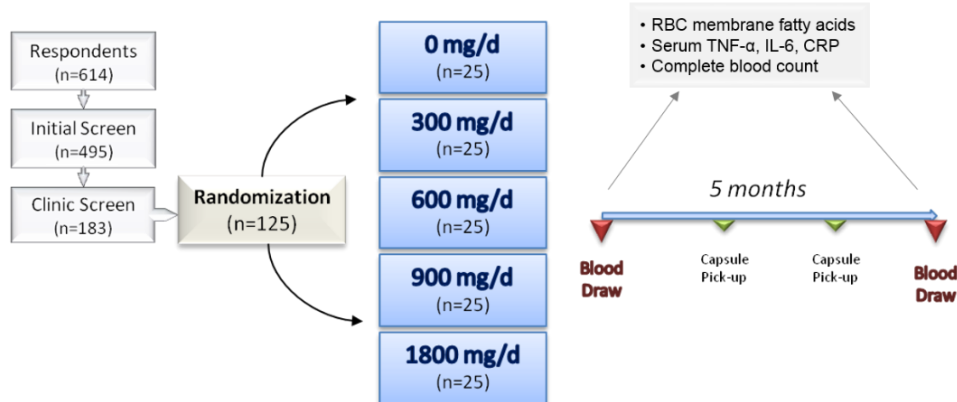 Respondents
(n=614)
Initial Screen
(n=495)
Clinic Screen
(n=183)
Randomization
(n=125)
0 mg/d
(n=25)
300 mg/d
(n=25)
600 mg/d
(n=25)
900 mg/d
(n=25)
1800 mg/d
(n=25)
• RBC membrane fatty acids
• Serum TNF-α, IL-6, CRP
• Complete blood count
5 months
Blood
Draw
Capsule
Pick-up
Capsule
Pick-up
Blood
Draw